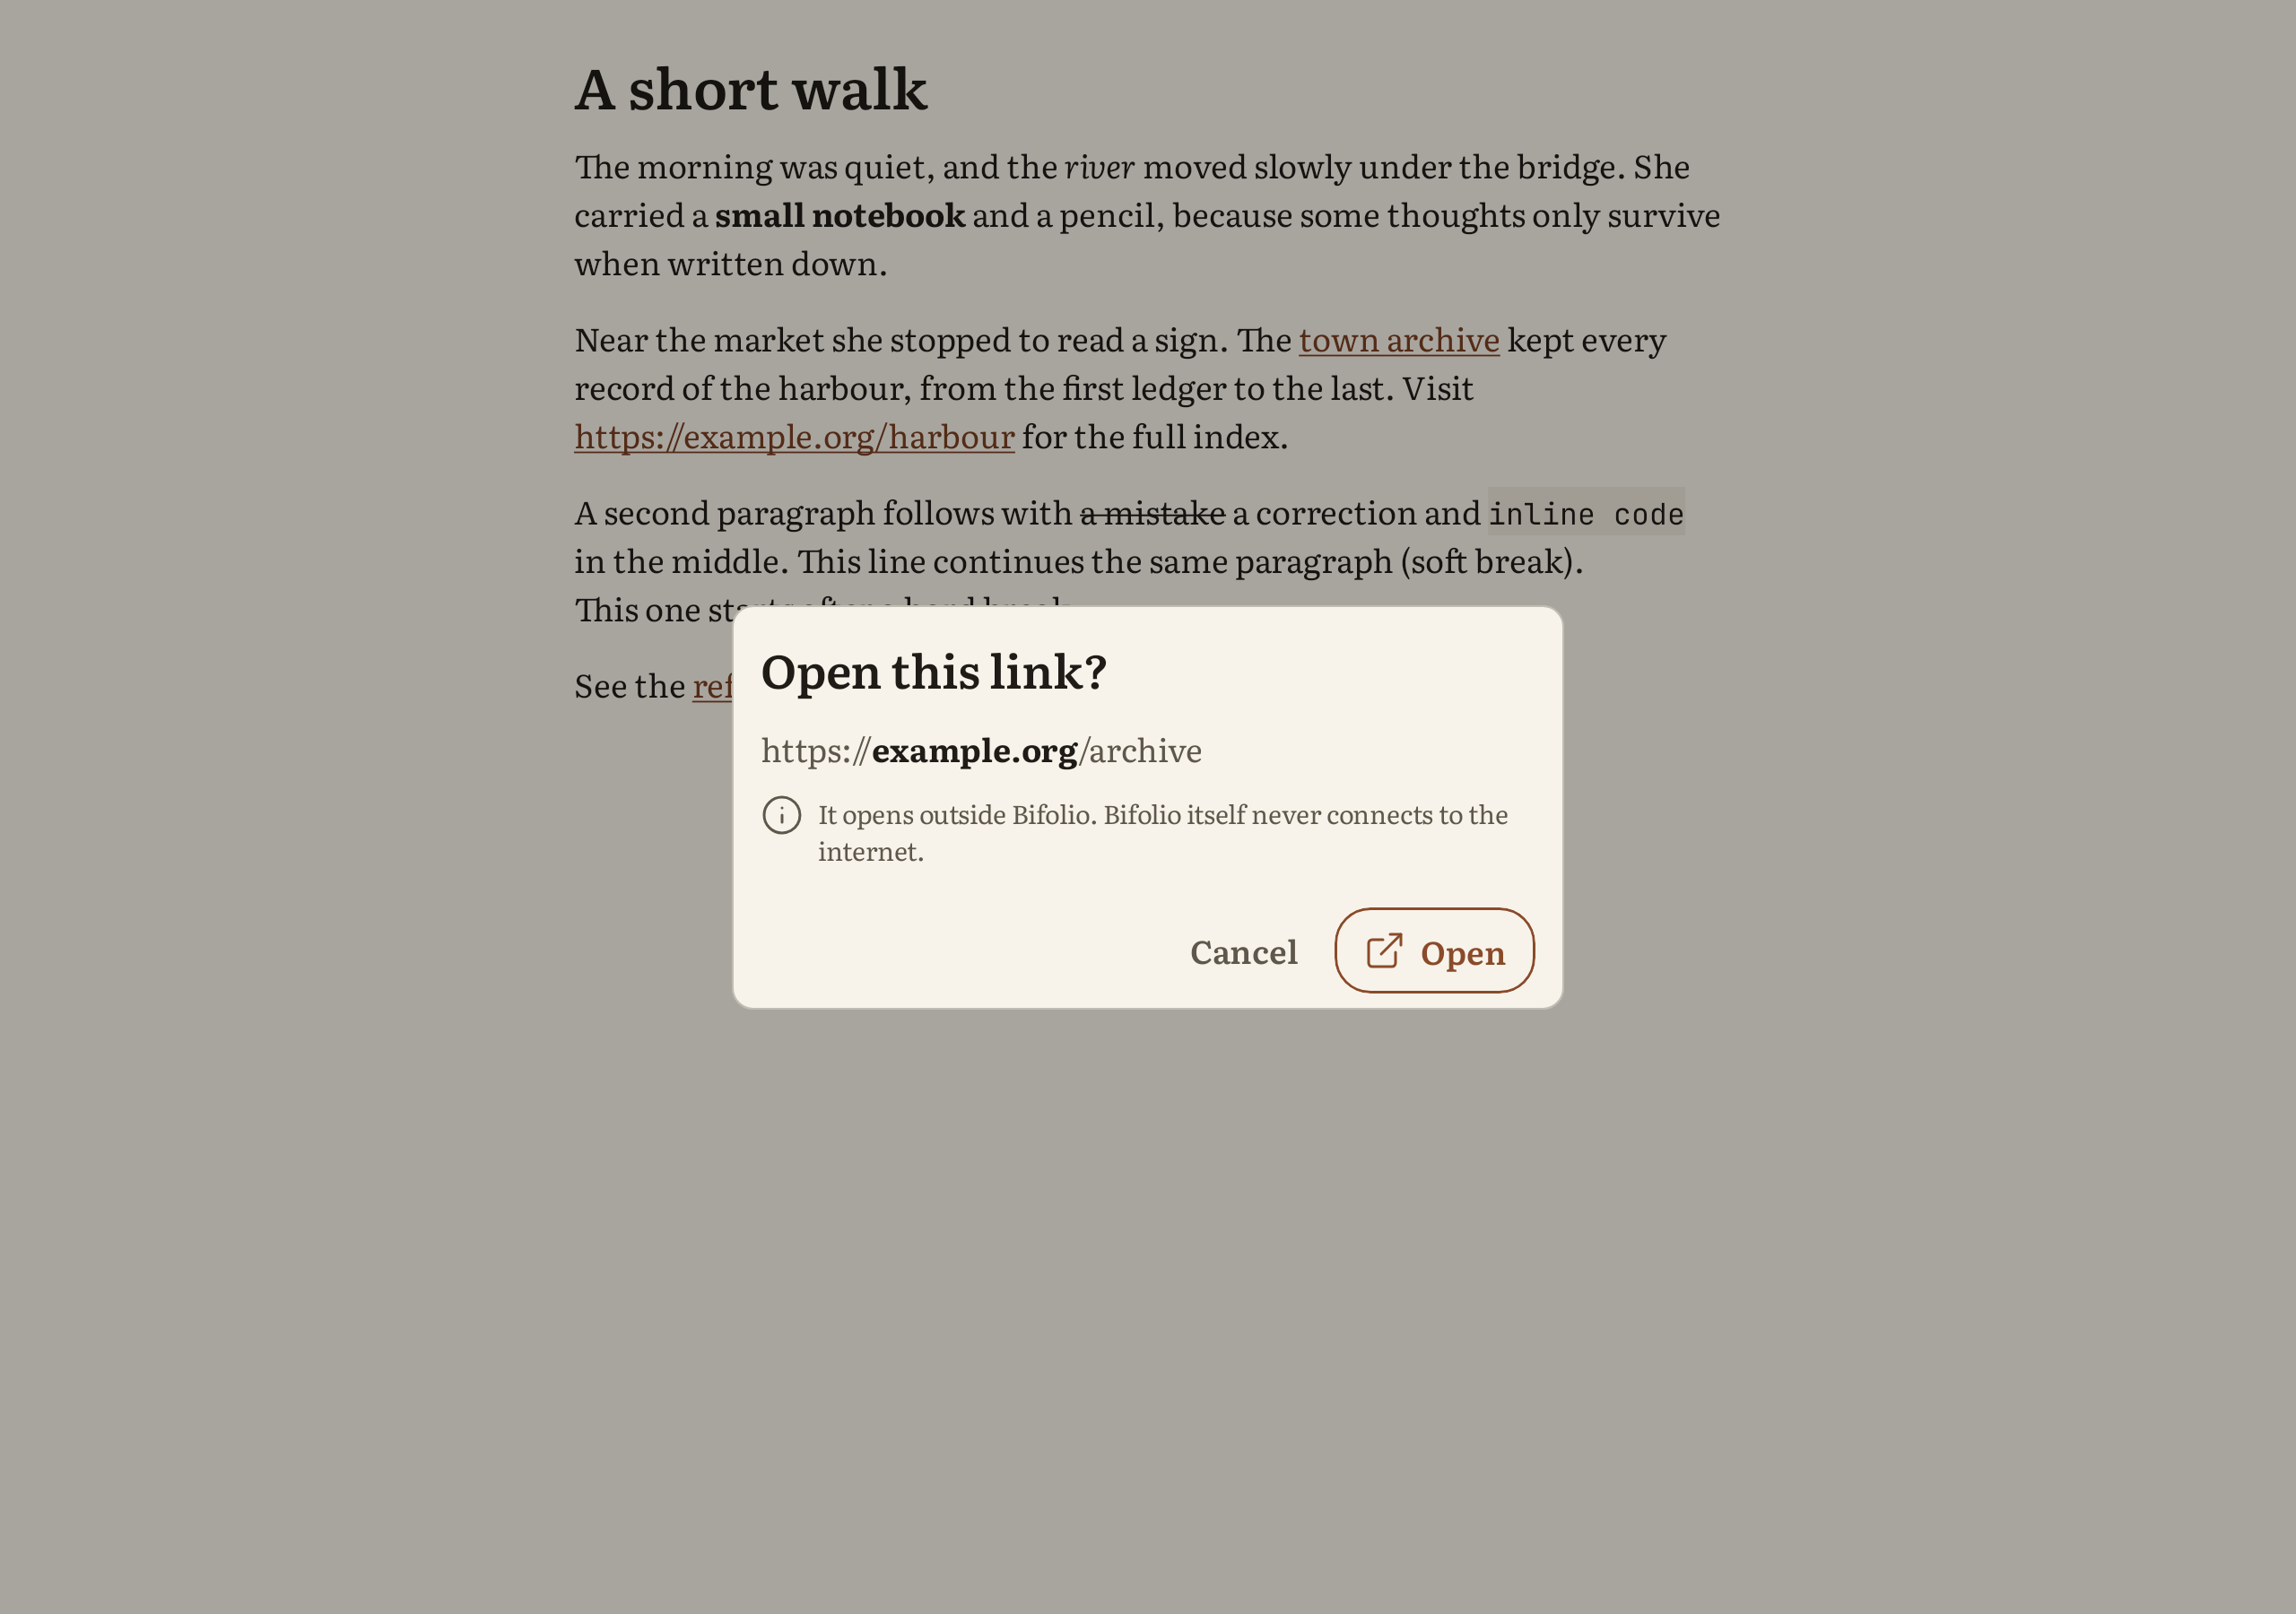 A short walk
The morning was quiet, and the river moved slowly under the bridge. She
carried a small notebook and a pencil, because some thoughts only survive
when written down.
Near the market she stopped to read a sign. The town archive kept every
record of the harbour, from the first ledger to the last. Visit
https://example.org/harbour for the full index.
A second paragraph follows with a mistake a correction and inline code
in the middle. This line continues the same paragraph (soft break).
This one starts after a hard break.
See the
Open this link?
https://example.org/archive
It opens outside Bifolio. Bifolio itself never connects to the
internet.
Cancel
Open